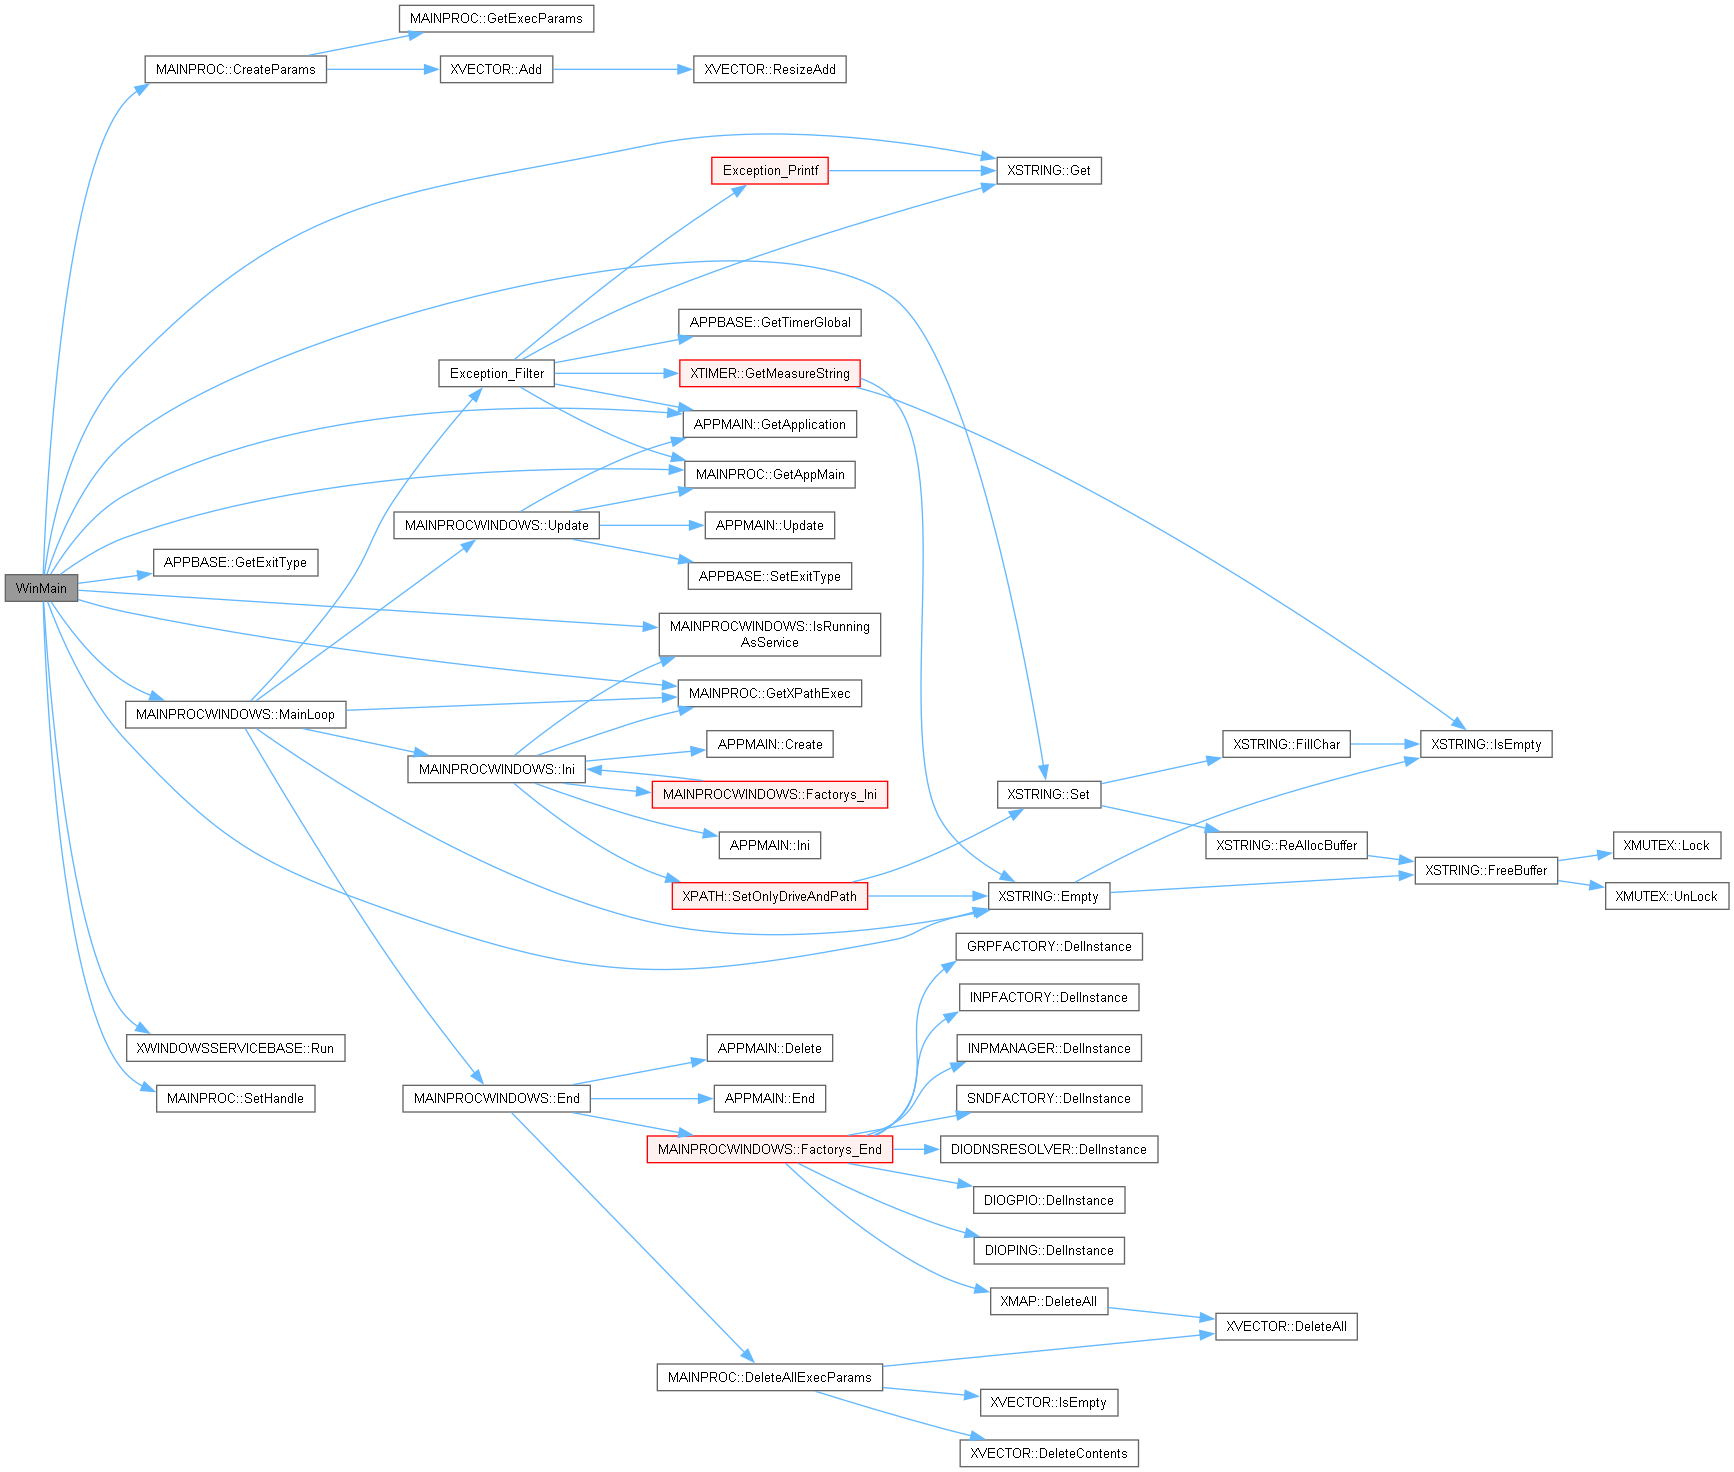 MAINPROC::GetExecParams
MAINPROC::CreateParams
XVECTOR::Add
XVECTOR::ResizeAdd
Exception_Printf
XSTRING::Get
APPBASE::GetTimerGlobal
Exception_Filter
XTIMER::GetMeasureString
APPMAIN::GetApplication
MAINPROC::GetAppMain
MAINPROCWINDOWS::Update
APPMAIN::Update
APPBASE::GetExitType
APPBASE::SetExitType
WinMain
MAINPROCWINDOWS::IsRunning
AsService
MAINPROC::GetXPathExec
MAINPROCWINDOWS::MainLoop
APPMAIN::Create
XSTRING::FillChar
XSTRING::IsEmpty
MAINPROCWINDOWS::Ini
MAINPROCWINDOWS::Factorys_Ini
XSTRING::Set
APPMAIN::Ini
XSTRING::ReAllocBuffer
XMUTEX::Lock
XSTRING::FreeBuffer
XPATH::SetOnlyDriveAndPath
XSTRING::Empty
XMUTEX::UnLock
GRPFACTORY::DelInstance
INPFACTORY::DelInstance
XWINDOWSSERVICEBASE::Run
APPMAIN::Delete
INPMANAGER::DelInstance
MAINPROC::SetHandle
MAINPROCWINDOWS::End
APPMAIN::End
SNDFACTORY::DelInstance
MAINPROCWINDOWS::Factorys_End
DIODNSRESOLVER::DelInstance
DIOGPIO::DelInstance
DIOPING::DelInstance
XMAP::DeleteAll
XVECTOR::DeleteAll
MAINPROC::DeleteAllExecParams
XVECTOR::IsEmpty
XVECTOR::DeleteContents